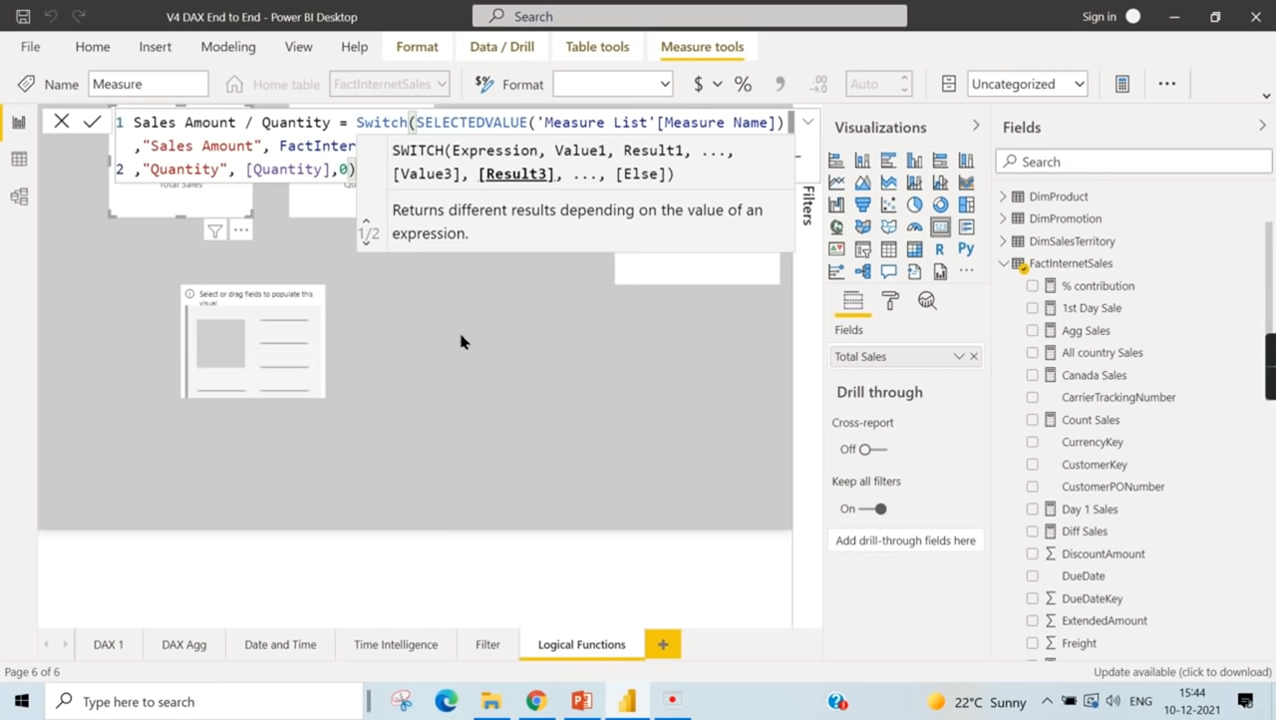 V4 DAX End to End - Power BI Desktop
Search
Sign in
File Home Insert Modeling View Help Format Data / Drill Table tools Measure tools
Name Measure Home table FactInternetSales Format $ % Auto Uncategorized
1 Sales Amount / Quantity = Switch(SELECTEDVALUE('Measure List'[Measure Name])
,"Sales Amount", FactInter
2 ,"Quantity", [Quantity],0)
SWITCH(Expression, Value1, Result1, ...,
[Value3], [Result3], ..., [Else])
Returns different results depending on the value of an
expression.
1/2
Total Sales
Select or drag fields to populate this
visual
Filters
Visualizations
Fields
Total Sales
Drill through
Cross-report
Off
Keep all filters
On
Add drill-through fields here
Fields
Search
DimProduct
DimPromotion
DimSalesTerritory
FactInternetSales
% contribution
1st Day Sale
Agg Sales
All country Sales
Canada Sales
CarrierTrackingNumber
Count Sales
CurrencyKey
CustomerKey
CustomerPONumber
Day 1 Sales
Diff Sales
DiscountAmount
DueDate
DueDateKey
ExtendedAmount
Freight
DAX 1 DAX Agg Date and Time Time Intelligence Filter Logical Functions
Page 6 of 6
Update available (click to download)
Type here to search
22°C Sunny
ENG
15:44
10-12-2021